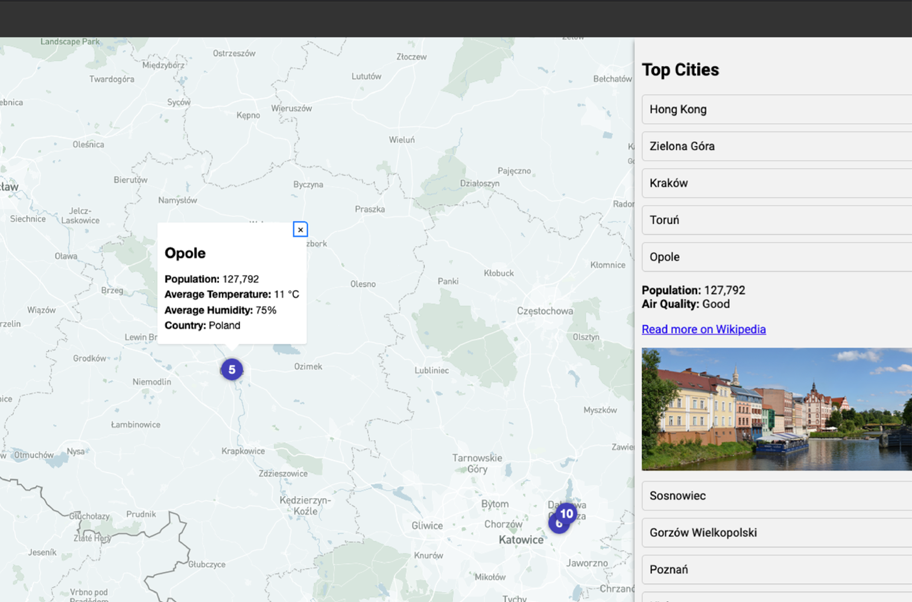 Landscape Park
Ostrzeszów
Złoczew
Międzybórz
Twardogóra
Lututów
Bełchatów
Syców
Wieruszów
Kępno
Oleśnica
Wieluń
Pajęczno
Bierutów
Byczyna
Działoszyn
Namysłów
Jelcz-
Laskowice
Siechnice
Praszka
Oława
Kłomnice
Olesno
Panki
Kłobuck
Brzeg
Wiązów
Częstochowa
Olsztyn
Grodków
Niemodlin
Ozimek
Lubliniec
Myszków
Łambinowice
Krapkowice
Otmuchów
Nysa
Zdzieszowice
Tarnowskie
Góry
Kędzierzyn-
Koźle
Bytom
Głuchołazy
Prudnik
Gliwice
Chorzów
Katowice
Zlaté Hory
Jeseník
Głubczyce
Knurów
Jaworzno
Mikołów
Vrbno pod
Tychy
Opole
Population: 127,792
Average Temperature: 11 °C
Average Humidity: 75%
Country: Poland
5
10
6
Top Cities
Hong Kong
Zielona Góra
Kraków
Toruń
Opole
Population: 127,792
Air Quality: Good
Read more on Wikipedia
Sosnowiec
Gorzów Wielkopolski
Poznań